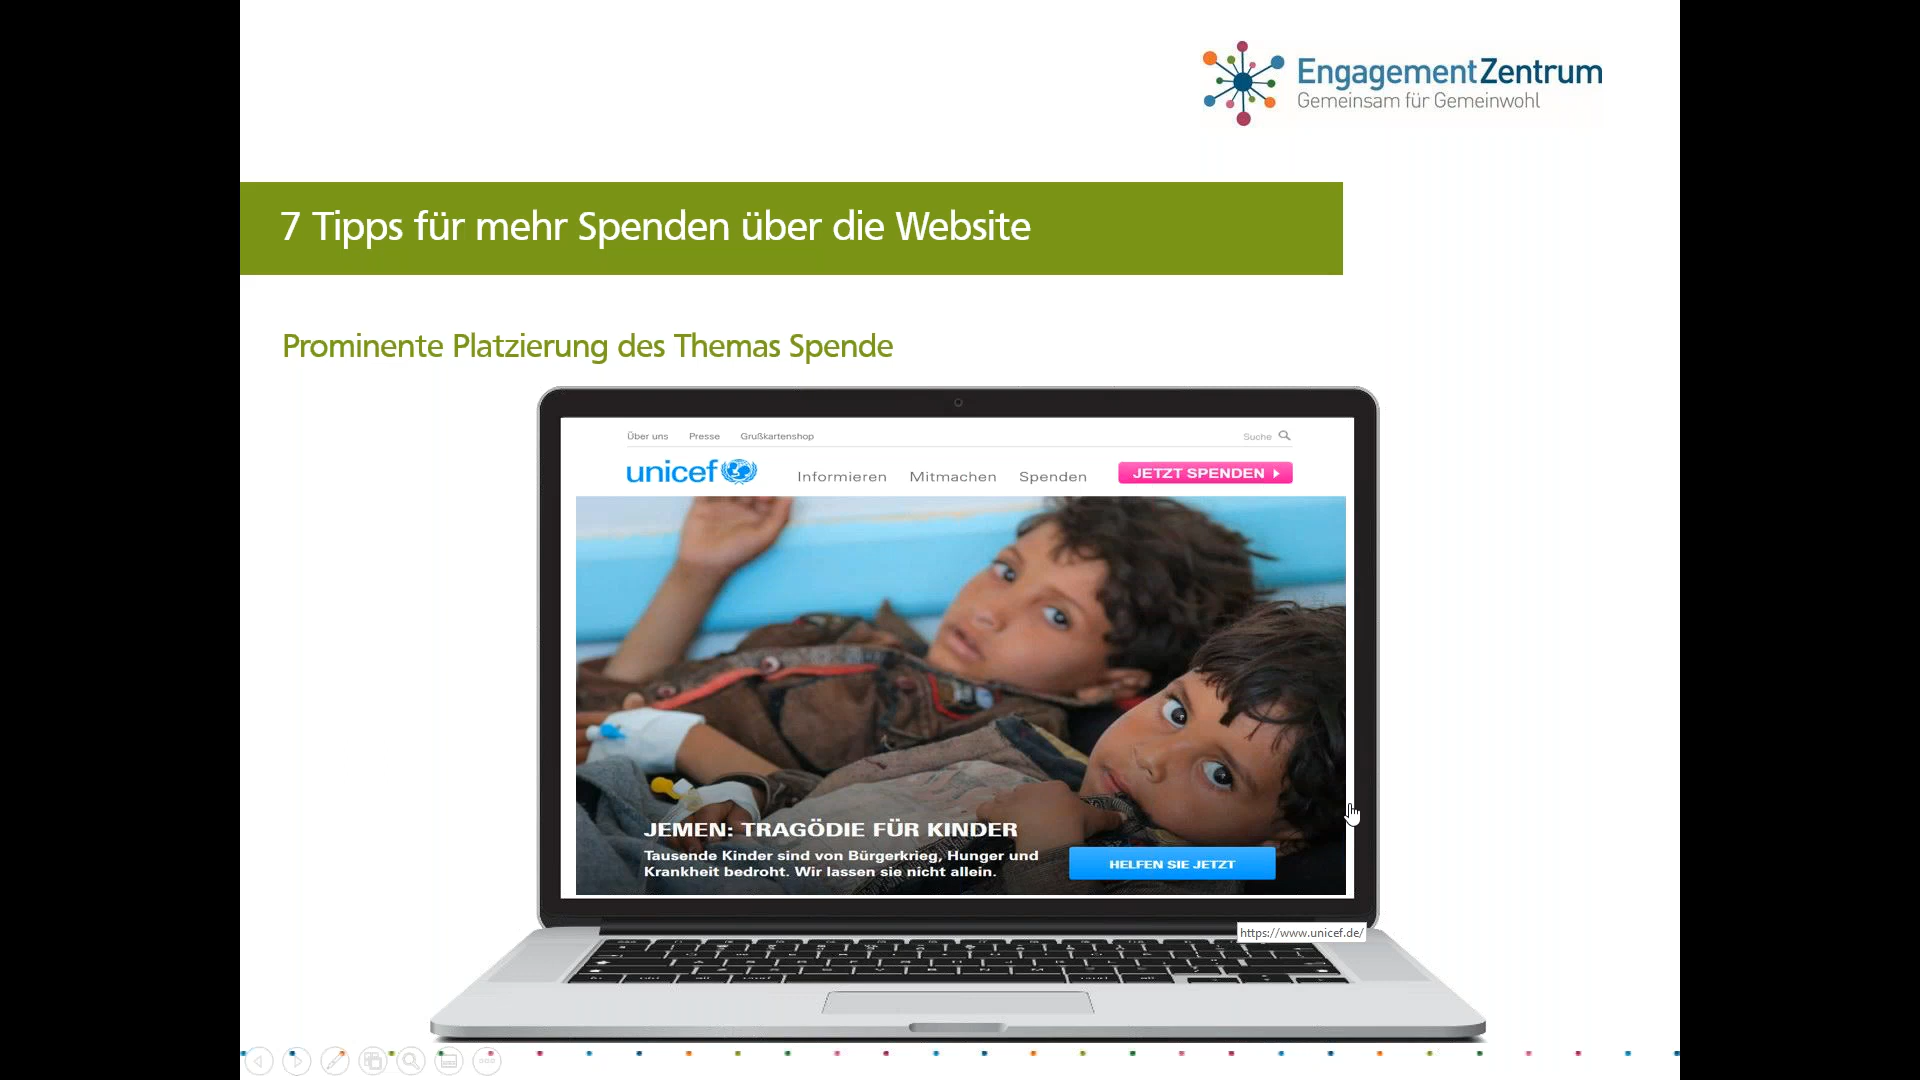 EngagementZentrum
Gemeinsam für Gemeinwohl
7 Tipps für mehr Spenden über die Website
Prominente Platzierung des Themas Spende
Über uns Presse Grußkartenshop Suche
unicef Informieren Mitmachen Spenden JETZT SPENDEN
JEMEN: TRAGÖDIE FÜR KINDER
Tausende Kinder sind von Bürgerkrieg, Hunger und
Krankheit bedroht. Wir lassen sie nicht allein.
HELFEN SIE JETZT
https://www.unicef.de/